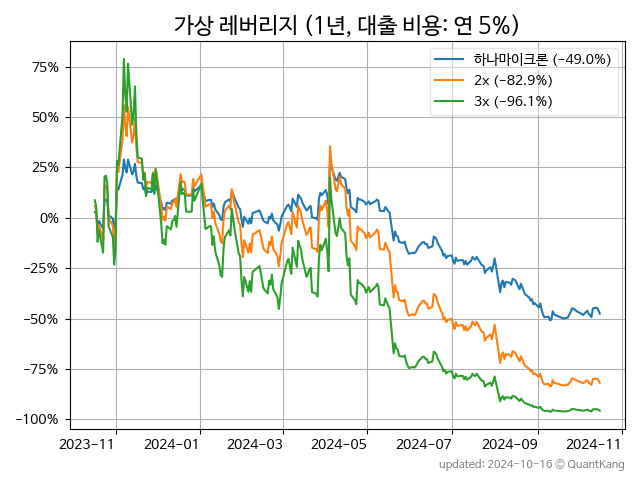 가상 레버리지 (1년, 대출 비용: 연 5%)
하나마이크론 (−49.0%)
2x (−82.9%)
3x (−96.1%)
75%
50%
25%
0%
−25%
−50%
−75%
−100%
2023-11 2024-01 2024-03 2024-05 2024-07 2024-09 2024-11
updated: 2024-10-16 © QuantKang